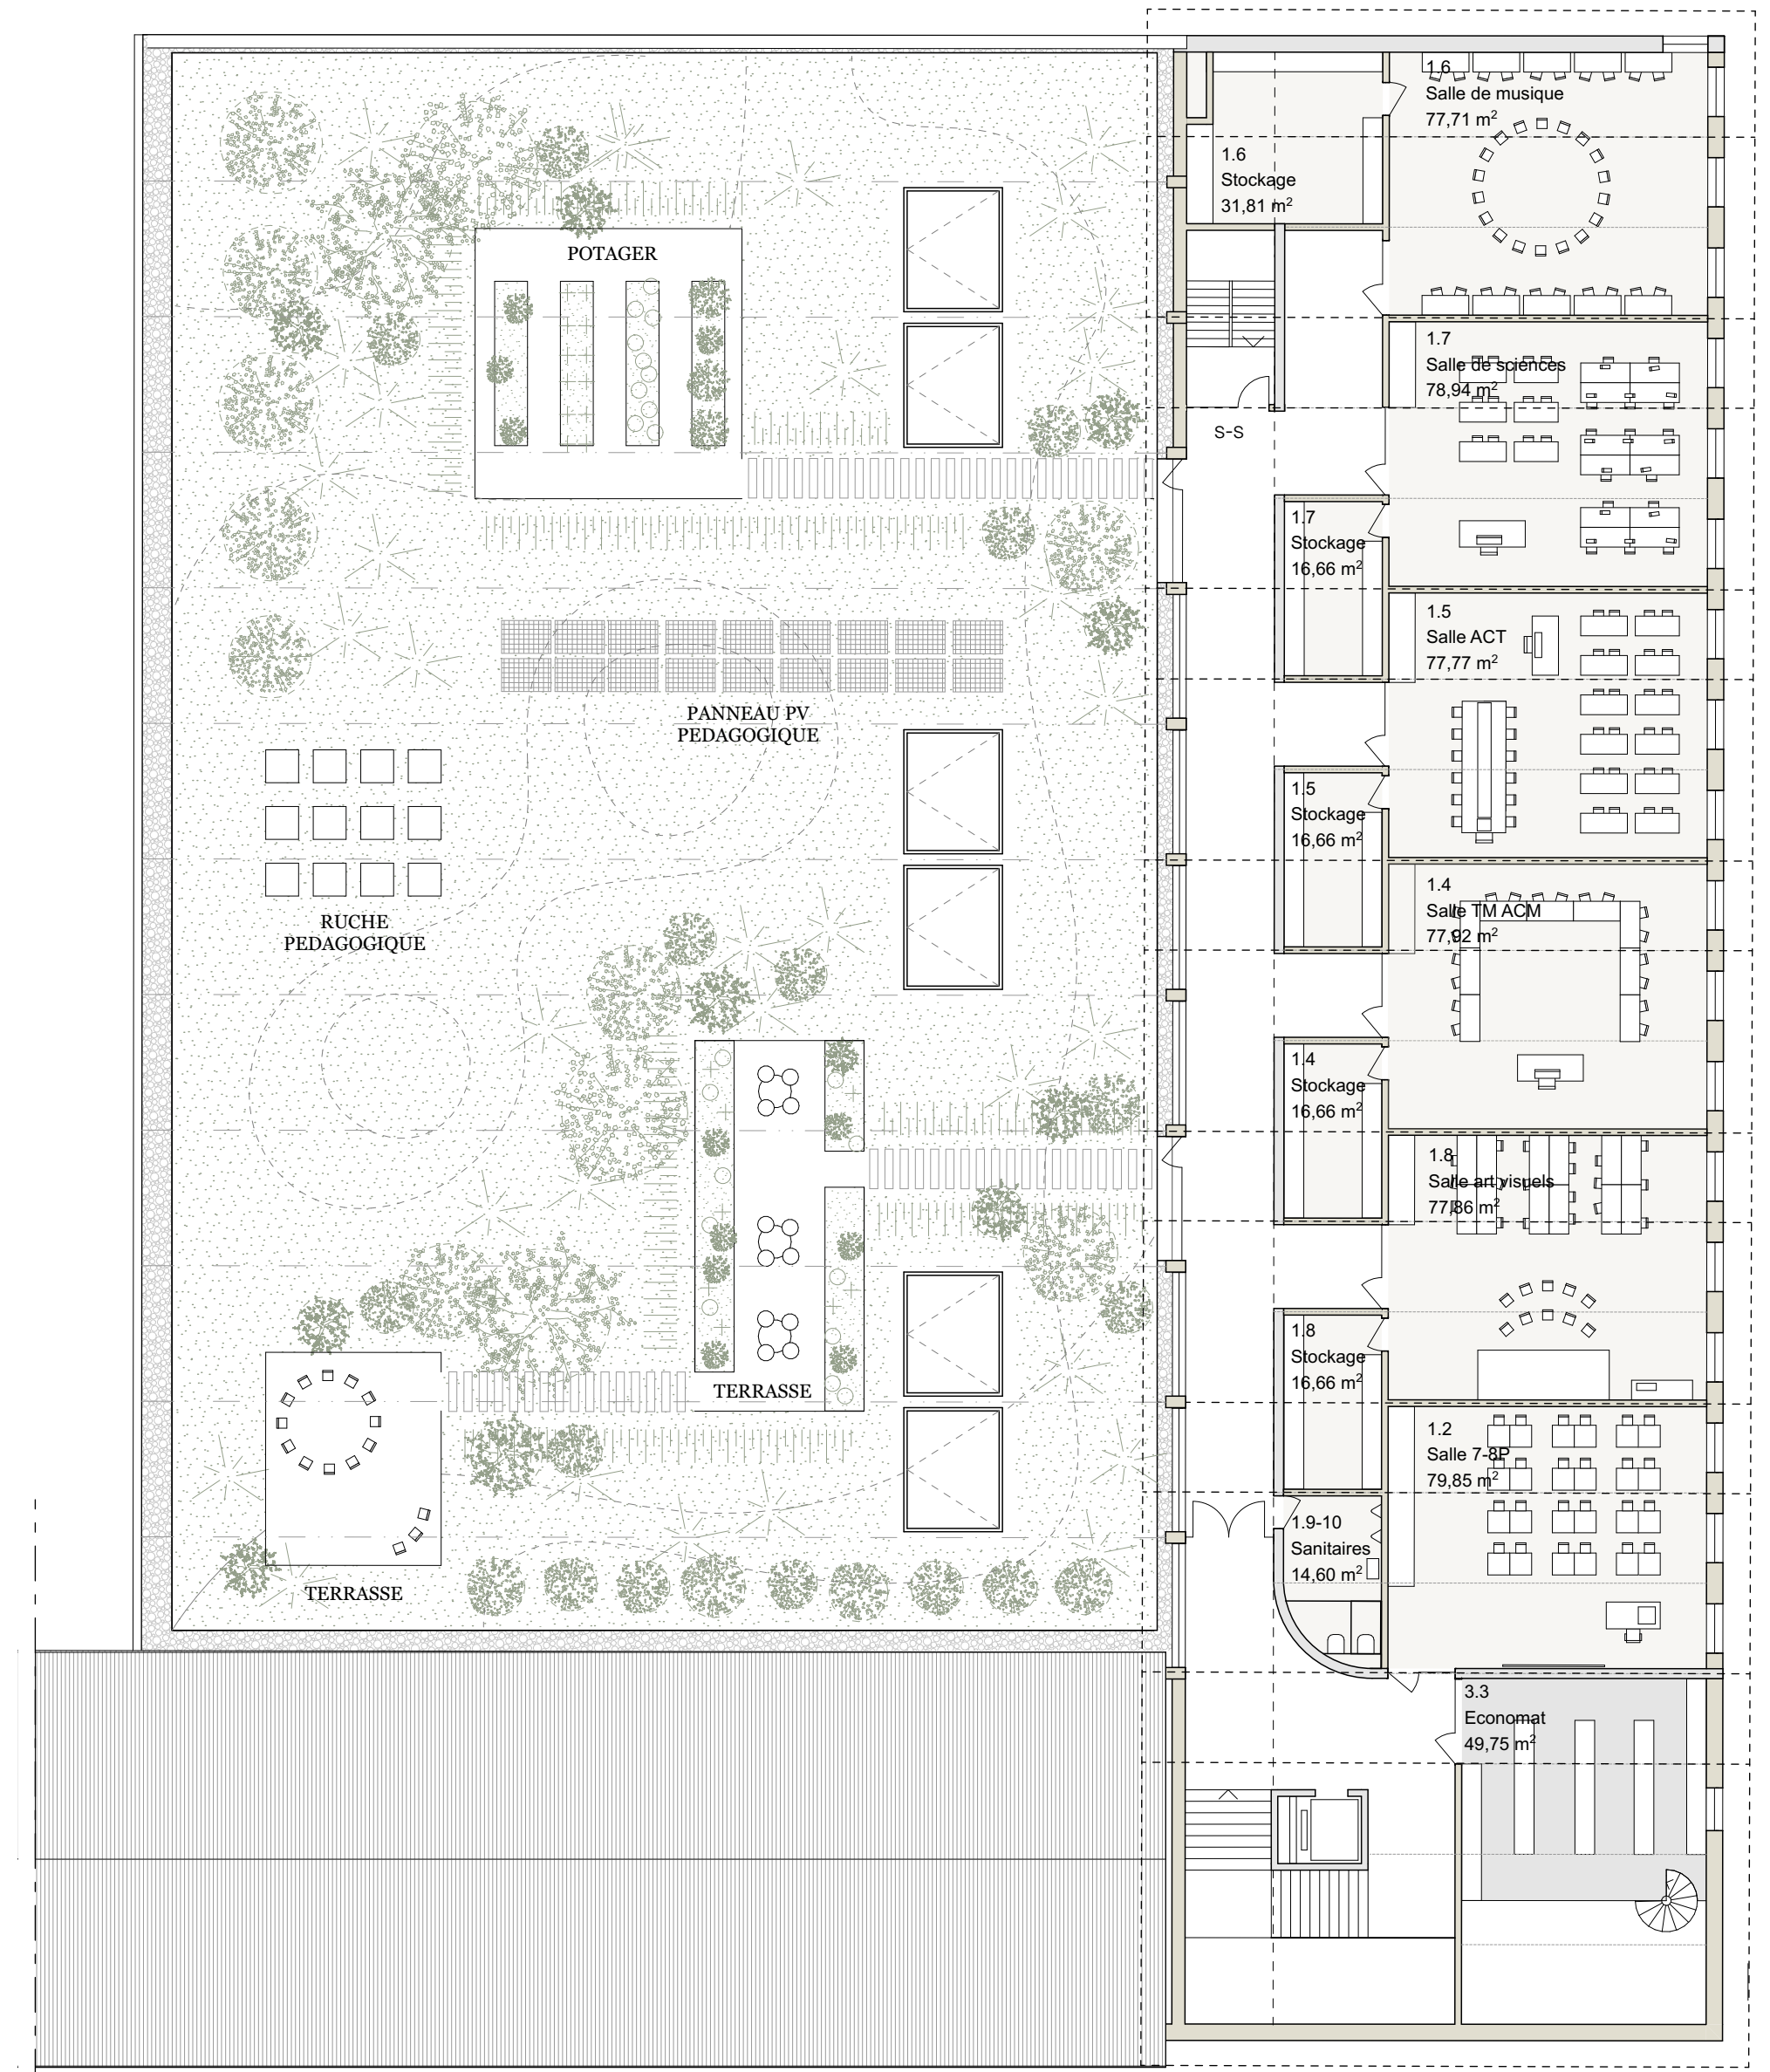 1.6
Salle de musique
77,71 m²
1.6
Stockage
31,81 m²
POTAGER
1.7
Salle de sciences
78,94 m²
S-S
1.7
Stockage
16,66 m²
1.5
Salle ACT
77,77 m²
PANNEAU PV
PEDAGOGIQUE
1.5
Stockage
16,66 m²
1.4
Salle TM ACM
77,92 m²
RUCHE
PEDAGOGIQUE
1.4
Stockage
16,66 m²
1.8
Salle art visuels
77,86 m²
1.8
Stockage
16,66 m²
TERRASSE
1.2
Salle 7-8P
79,85 m²
1.9-10
Sanitaires
14,60 m²
TERRASSE
3.3
Economat
49,75 m²